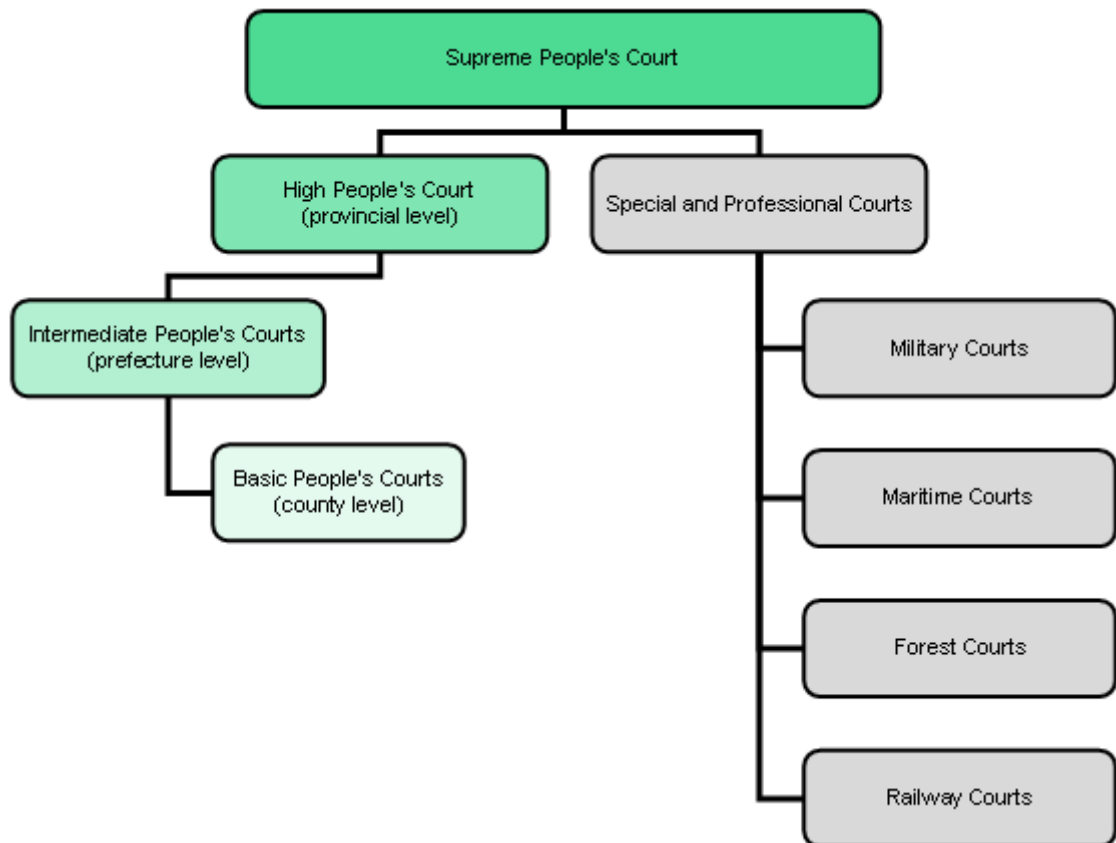 Supreme People's Court
High People's Court
(provincial level)
Special and Professional Courts
Intermediate People's Courts
(prefecture level)
Military Courts
Basic People's Courts
(county level)
Maritime Courts
Forest Courts
Railway Courts